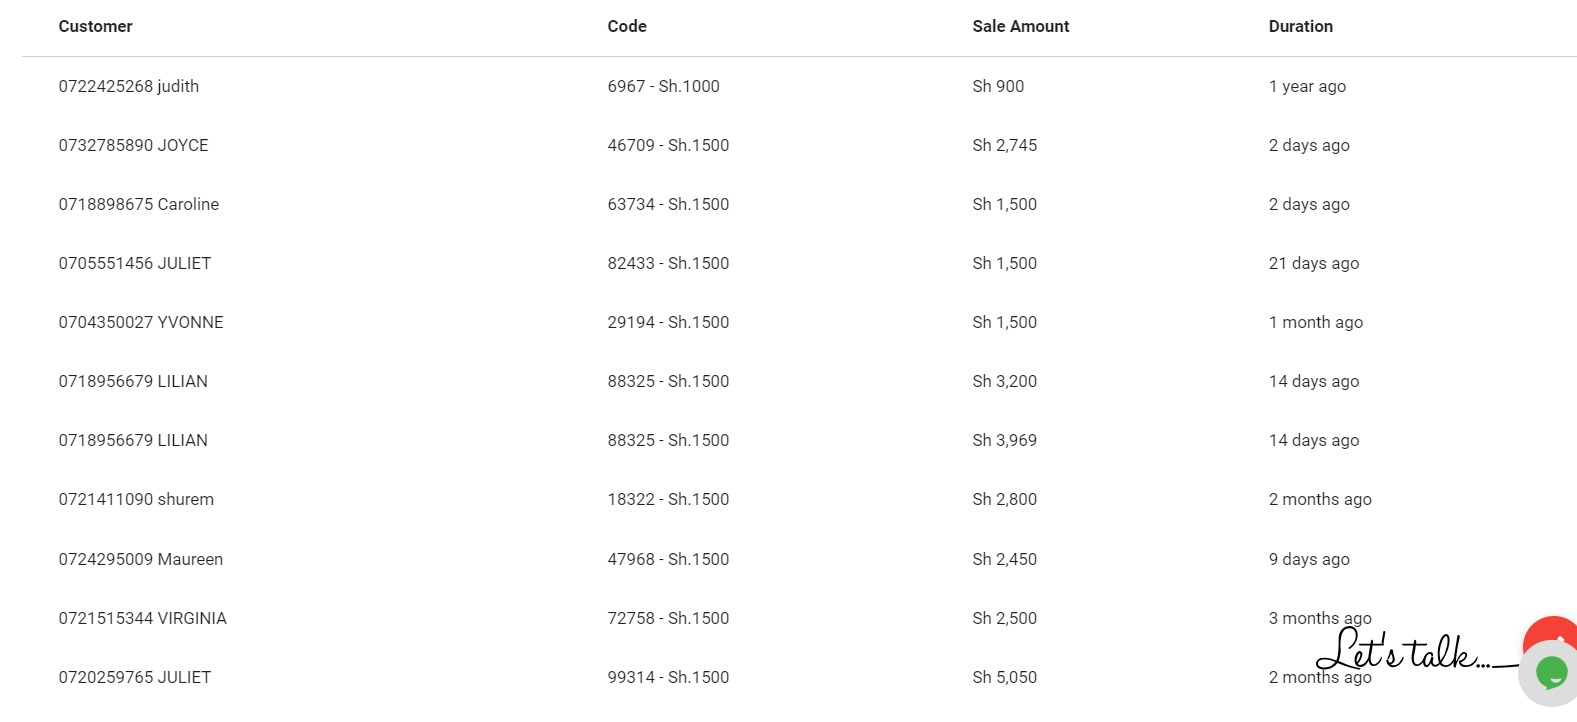 Customer Code Sale Amount Duration
0722425268 judith 6967 - Sh.1000 Sh 900 1 year ago
0732785890 JOYCE 46709 - Sh.1500 Sh 2,745 2 days ago
0718898675 Caroline 63734 - Sh.1500 Sh 1,500 2 days ago
0705551456 JULIET 82433 - Sh.1500 Sh 1,500 21 days ago
0704350027 YVONNE 29194 - Sh.1500 Sh 1,500 1 month ago
0718956679 LILIAN 88325 - Sh.1500 Sh 3,200 14 days ago
0718956679 LILIAN 88325 - Sh.1500 Sh 3,969 14 days ago
0721411090 shurem 18322 - Sh.1500 Sh 2,800 2 months ago
0724295009 Maureen 47968 - Sh.1500 Sh 2,450 9 days ago
0721515344 VIRGINIA 72758 - Sh.1500 Sh 2,500 3 months ago
Let's talk...
0720259765 JULIET 99314 - Sh.1500 Sh 5,050 2 months ago